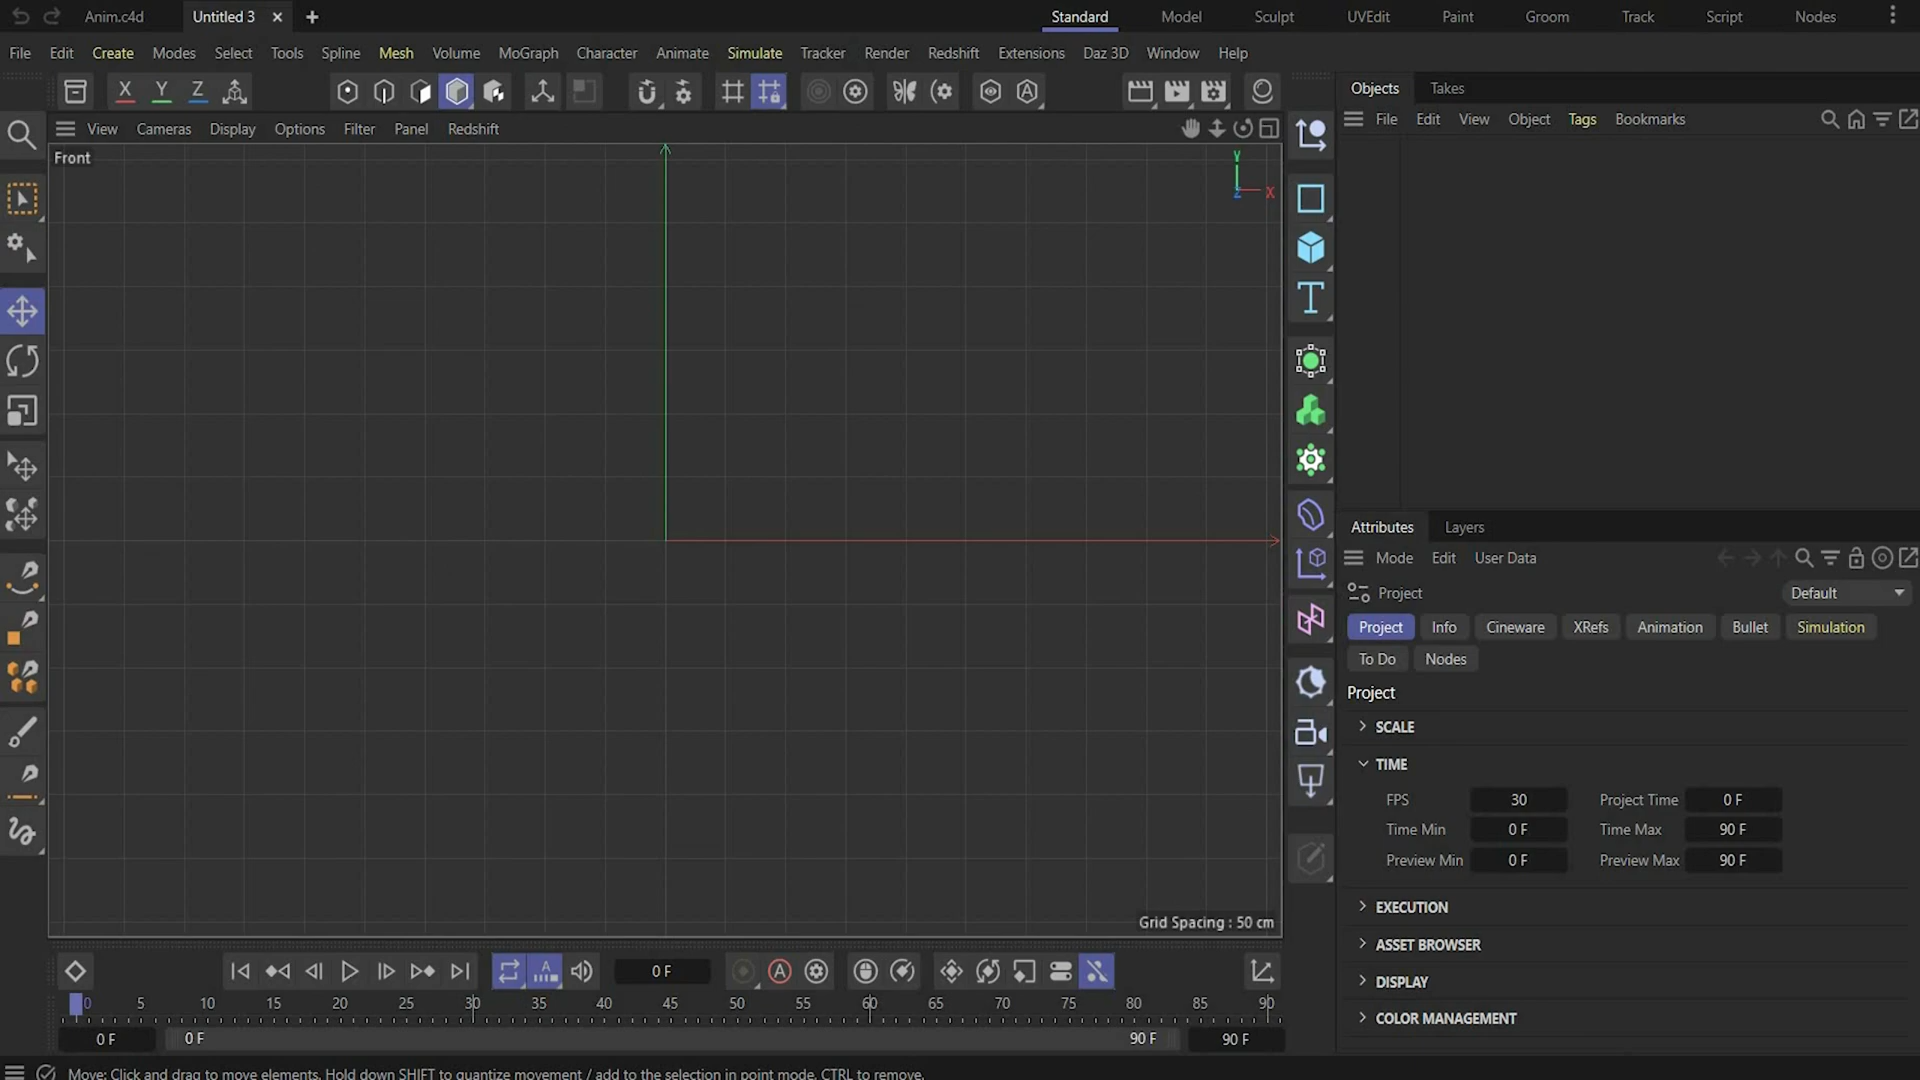 Anim.c4d Untitled 3 Standard Model Sculpt UVEdit Paint Groom Track Script Nodes
File Edit Create Modes Select Tools Spline Mesh Volume MoGraph Character Animate Simulate Tracker Render Redshift Extensions Daz 3D Window Help
X Y Z
Objects Takes
File Edit View Object Tags Bookmarks
View Cameras Display Options Filter Panel Redshift
Front
Y
Z X
Grid Spacing : 50 cm
Attributes Layers
Mode Edit User Data
Project Default
Project Info Cineware XRefs Animation Bullet Simulation
To Do Nodes
Project
SCALE
TIME
FPS 30 Project Time 0 F
Time Min 0 F Time Max 90 F
Preview Min 0 F Preview Max 90 F
EXECUTION
ASSET BROWSER
DISPLAY
COLOR MANAGEMENT
0 F
0 5 10 15 20 25 30 35 40 45 50 55 60 65 70 75 80 85 90
0 F 0 F 90 F 90 F
Move: Click and drag to move elements. Hold down SHIFT to quantize movement / add to the selection in point mode, CTRL to remove.